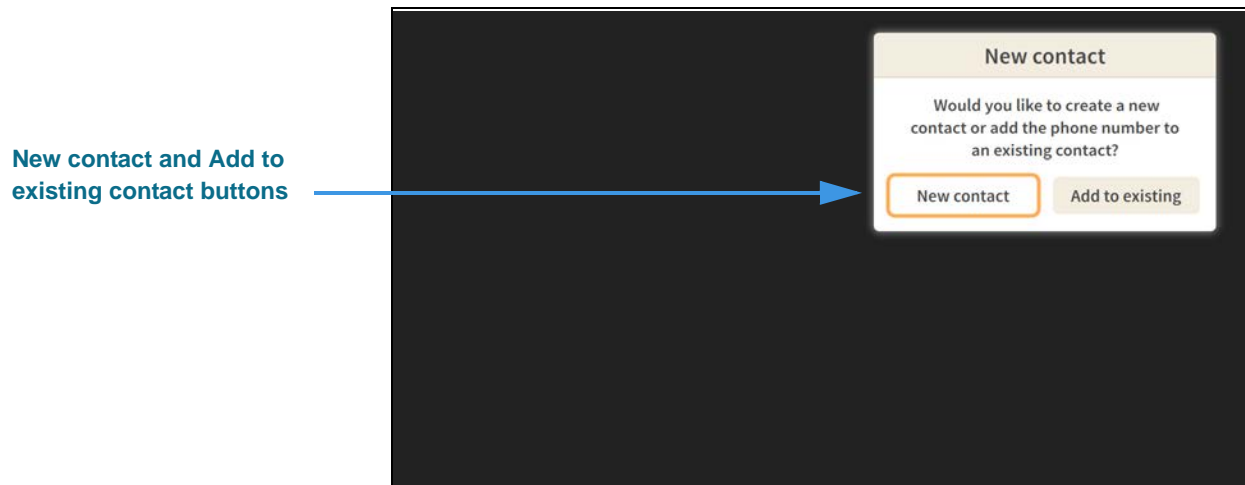 New contact and Add to
existing contact buttons
New contact
Would you like to create a new
contact or add the phone number to
an existing contact?
New contact
Add to existing